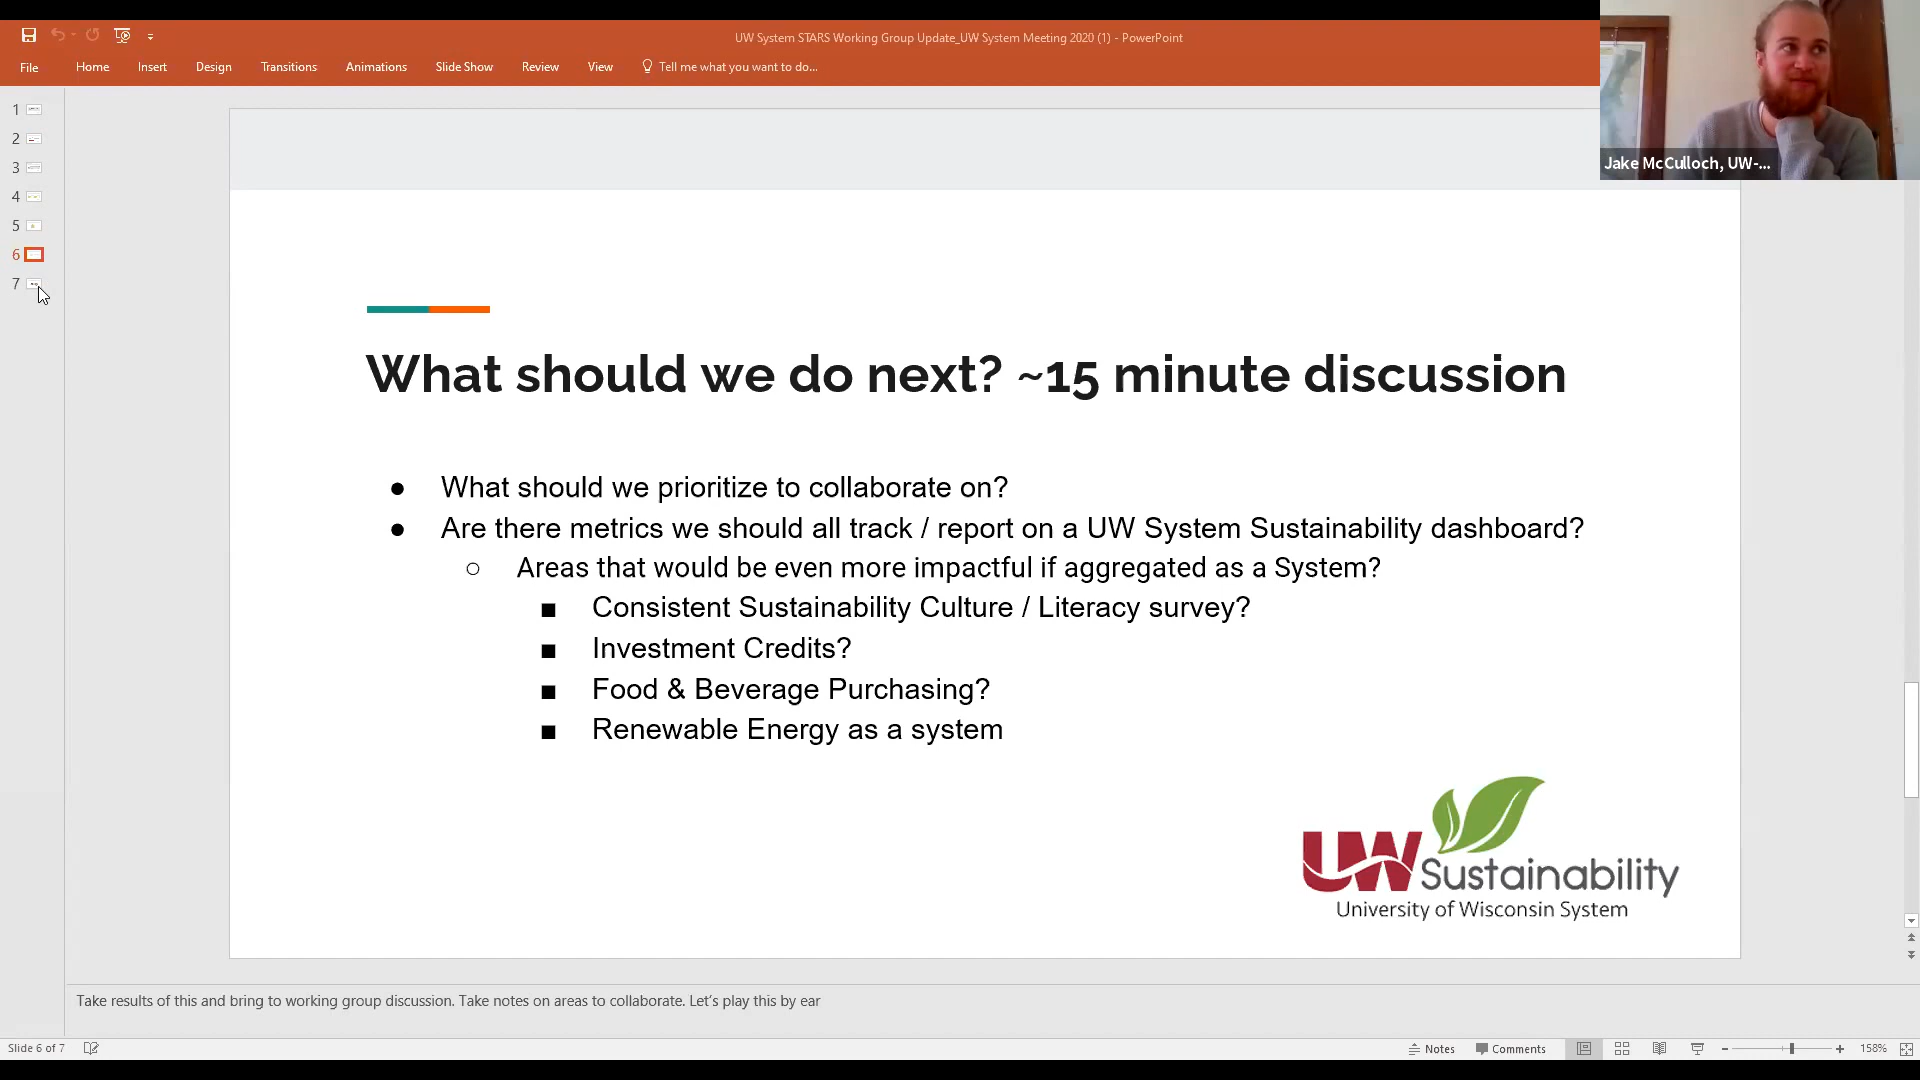 UW System STARS Working Group Update_UW System Meeting 2020 (1) - PowerPoint
File Home Insert Design Transitions Animations Slide Show Review View Tell me what you want to do...
Jake McCulloch, UW-...
1
2
3
4
5
6
7
What should we do next? ~15 minute discussion
● What should we prioritize to collaborate on?
● Are there metrics we should all track / report on a UW System Sustainability dashboard?
○ Areas that would be even more impactful if aggregated as a System?
■ Consistent Sustainability Culture / Literacy survey?
■ Investment Credits?
■ Food & Beverage Purchasing?
■ Renewable Energy as a system
UW Sustainability
University of Wisconsin System
Take results of this and bring to working group discussion. Take notes on areas to collaborate. Let’s play this by ear
Slide 6 of 7 Notes Comments 158%